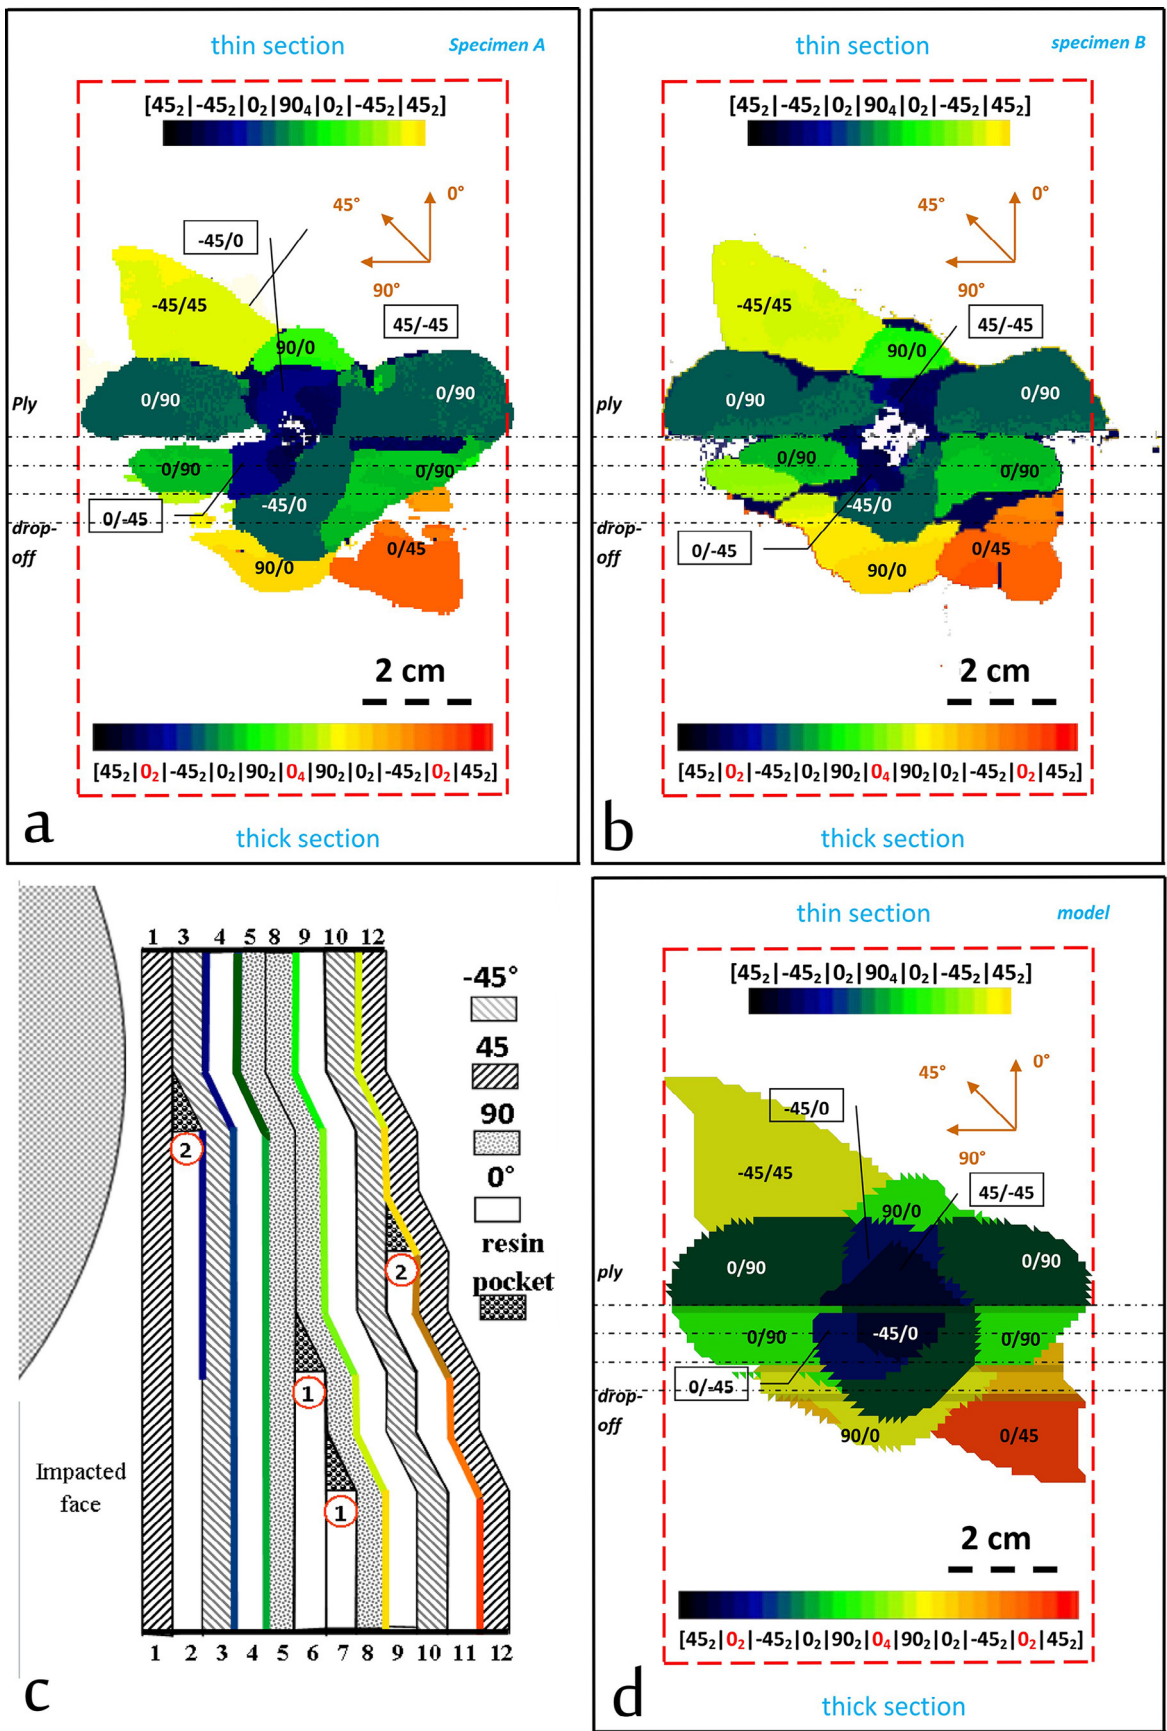 thin section
Specimen A
[45₂|-45₂|0₂|90₄|0₂|-45₂|45₂]
0°
45°
90°
-45/0
45/-45
-45/45
90/0
Ply
0/90
0/90
0/90
0/90
-45/0
0/-45
drop-
off
90/0
0/45
2 cm
[45₂|0₂|-45₂|0₂|90₂|0₄|90₂|0₂|-45₂|0₂|45₂]
a
thick section
thin section
specimen B
[45₂|-45₂|0₂|90₄|0₂|-45₂|45₂]
0°
45°
90°
45/-45
-45/45
90/0
ply
0/90
0/90
0/90
0/90
-45/0
0/-45
drop-
off
90/0
0/45
2 cm
[45₂|0₂|-45₂|0₂|90₂|0₄|90₂|0₂|-45₂|0₂|45₂]
b
thick section
1 3 4 5 8 9 10 12
-45°
45
90
0°
resin
pocket
2
2
1
1
Impacted
face
1 2 3 4 5 6 7 8 9 10 11 12
c
thin section
model
[45₂|-45₂|0₂|90₄|0₂|-45₂|45₂]
0°
45°
90°
-45/0
45/-45
-45/45
90/0
ply
0/90
0/90
0/90
-45/0
0/90
0/-45
drop-
off
90/0
0/45
2 cm
[45₂|0₂|-45₂|0₂|90₂|0₄|90₂|0₂|-45₂|0₂|45₂]
d
thick section